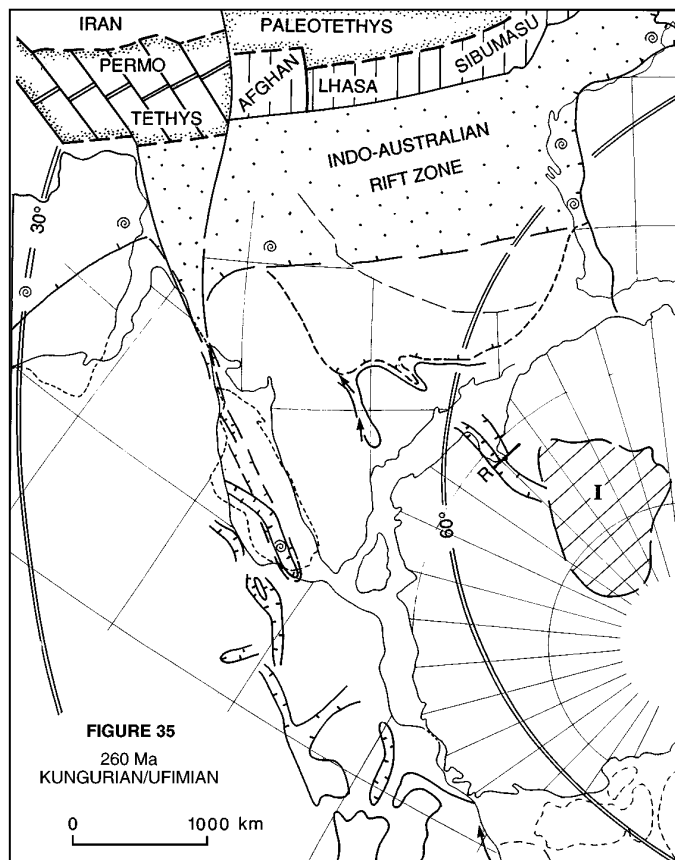 IRAN
PALEOTETHYS
PERMO
TETHYS
AFGHAN
LHASA
SIBUMASU
INDO-AUSTRALIAN
RIFT ZONE
30°
60°
R
I
FIGURE 35
260 Ma
KUNGURIAN/UFIMIAN
0 1000 km